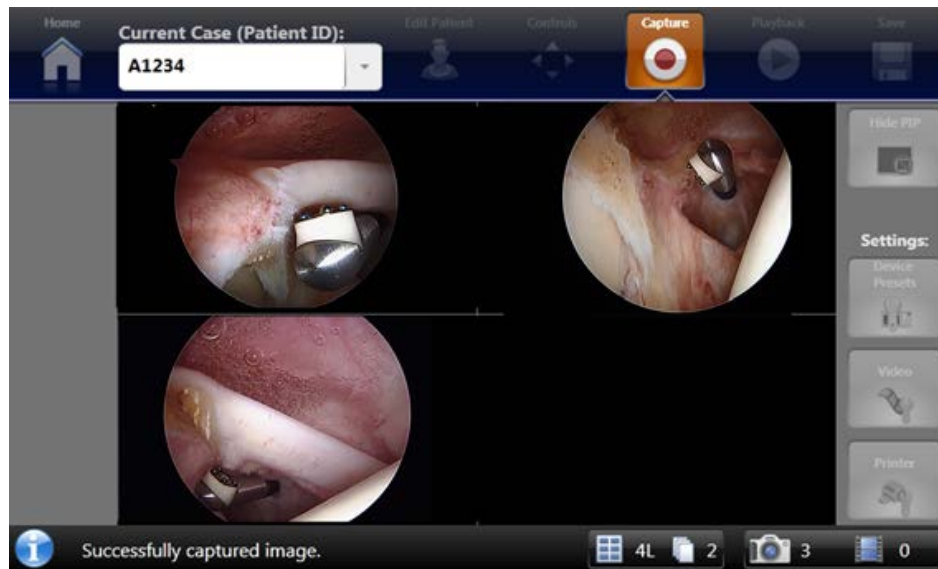 Home
Current Case (Patient ID):
A1234
Edit Patient
Controls
Capture
Playback
Save
Hide PIP
Settings:
Device
Presets
Video
Printer
Successfully captured image.
4L
2
3
0